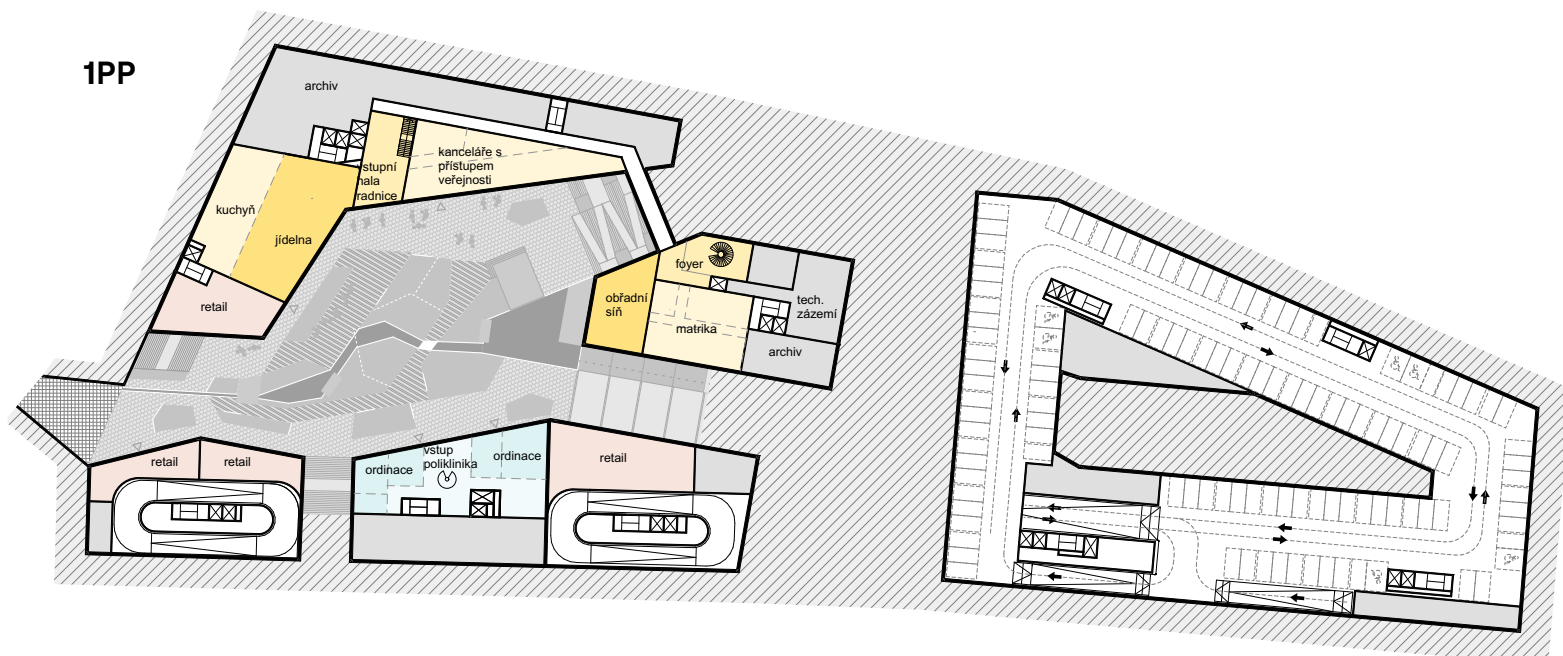 1PP
archiv
vstupní
hala
radnice
kanceláře s
přístupem
veřejnosti
kuchyň
jídelna
retail
foyer
obřadní
síň
matrika
tech.
zázemí
archiv
retail
retail
ordinace
vstup
poliklinika
ordinace
retail